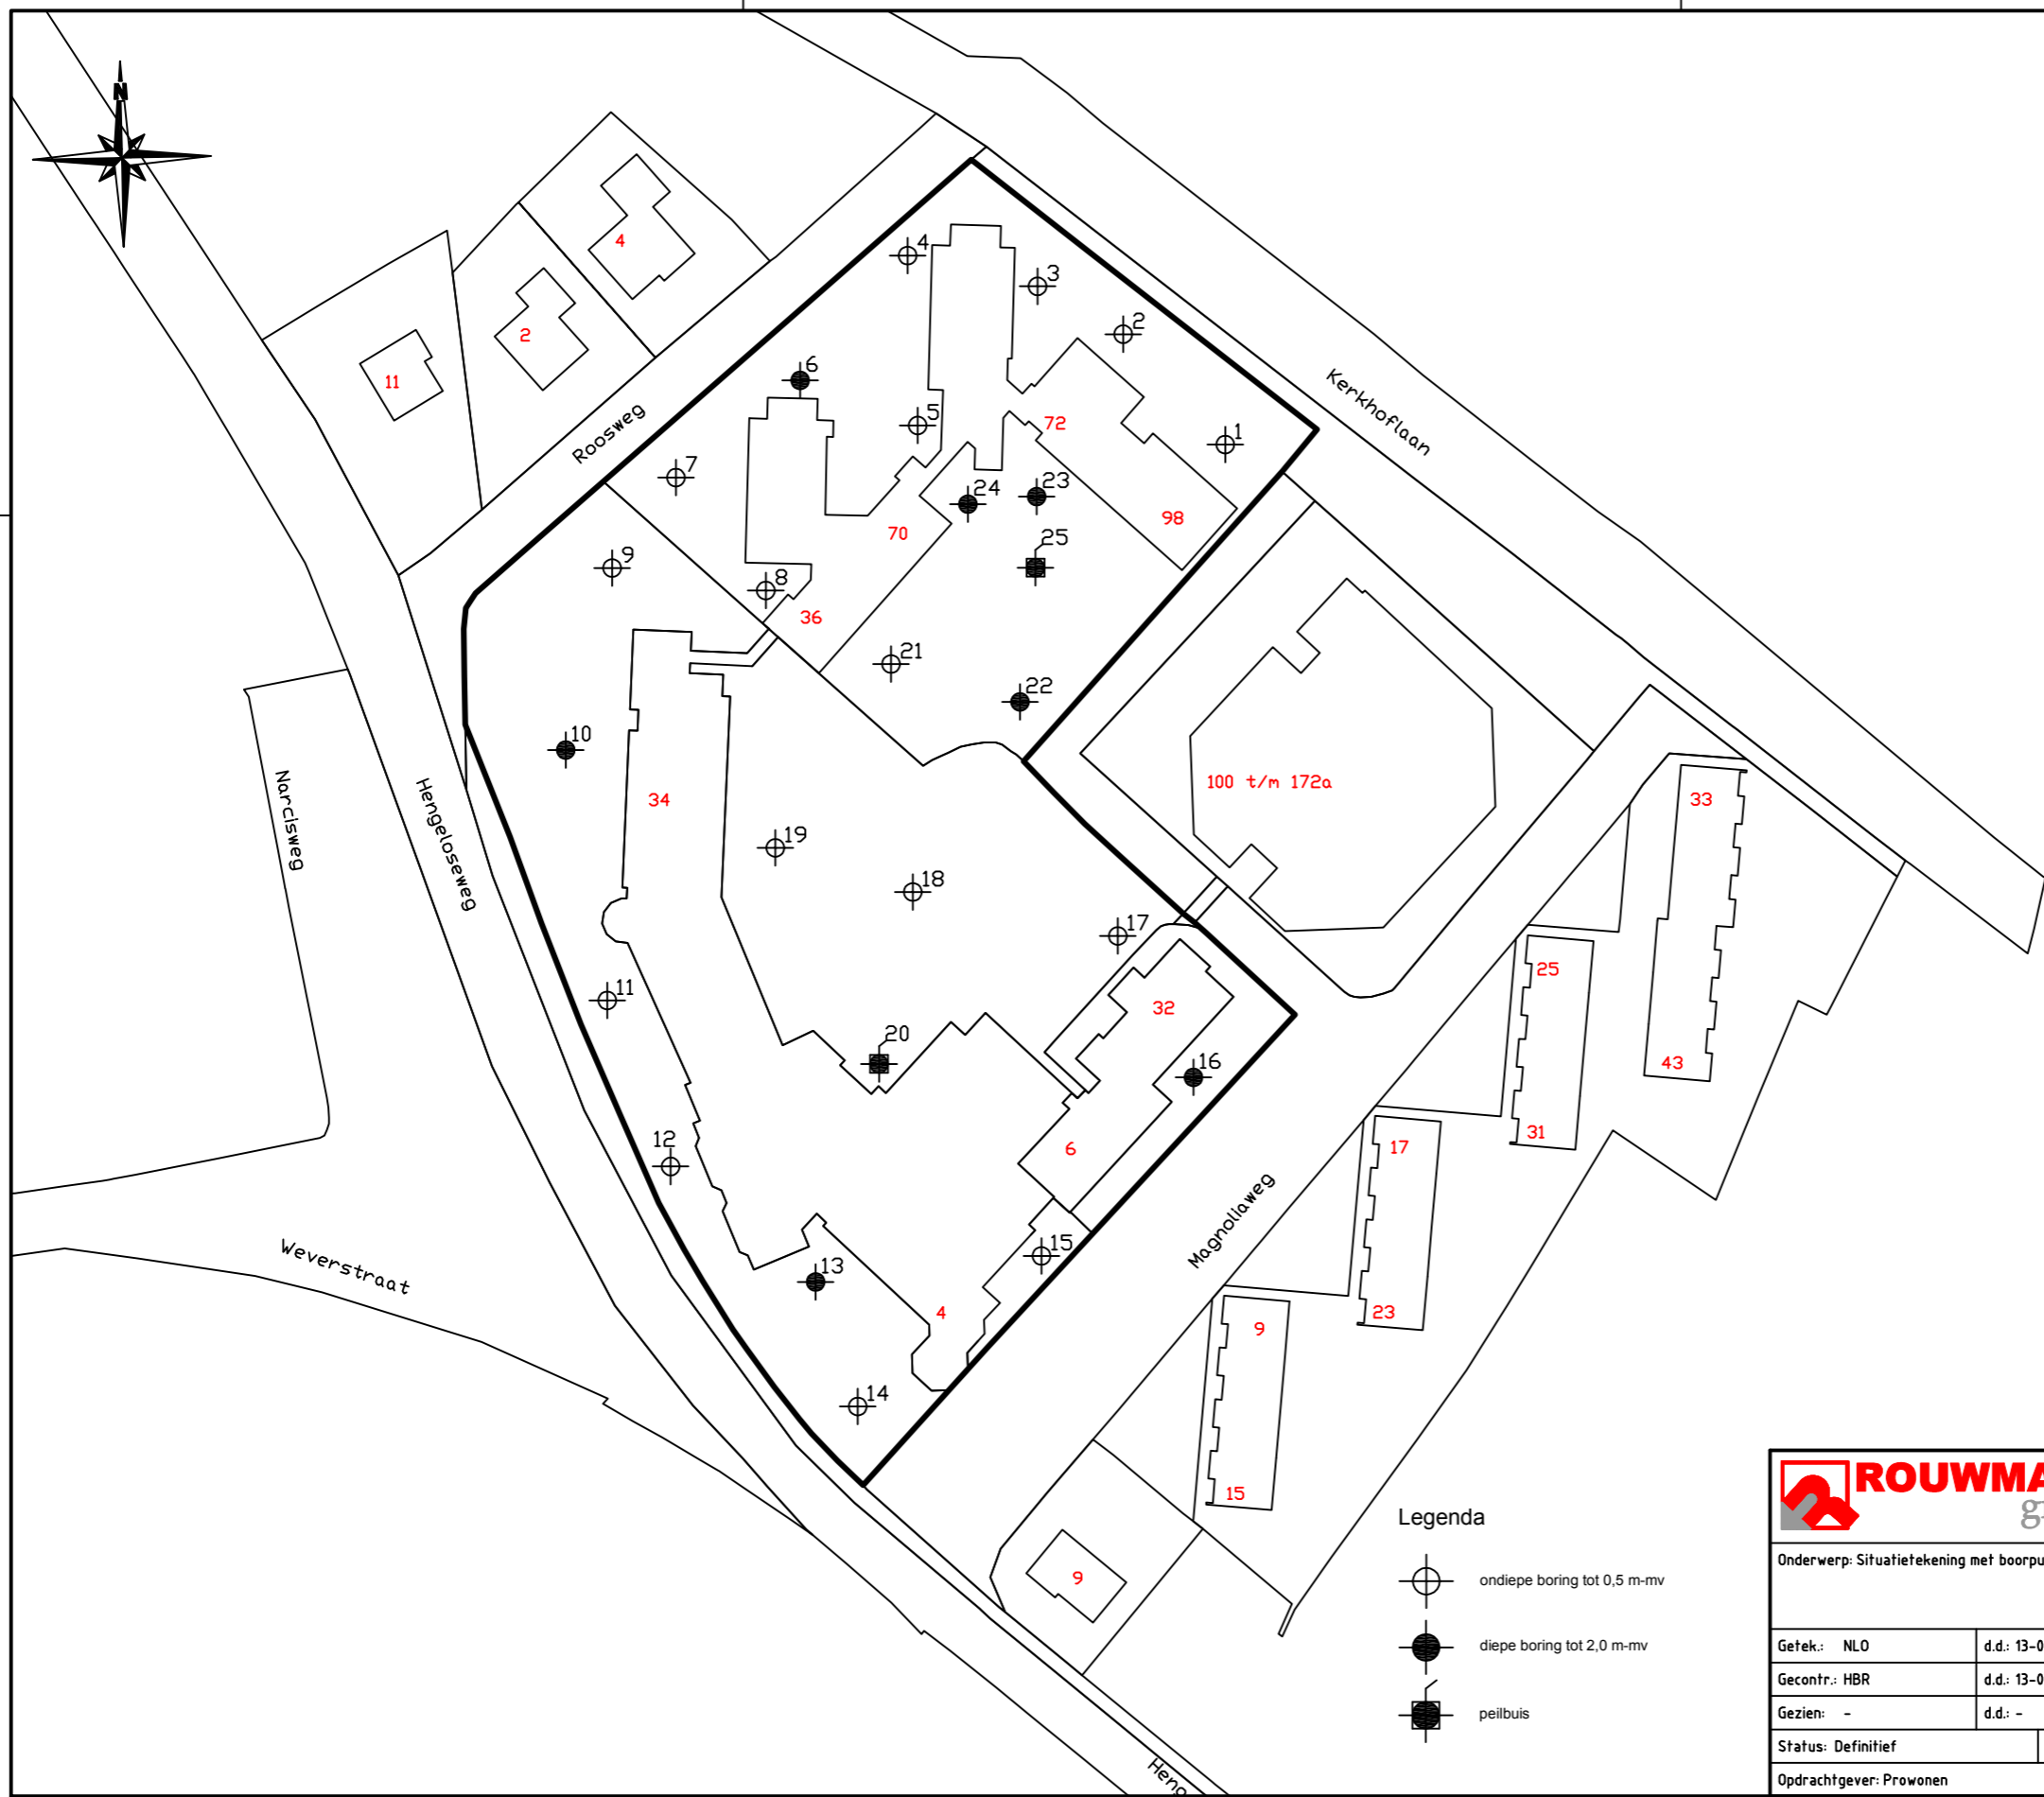 N
4
2
11
Roosweg
4
3
2
6
5
1
7
72
Kerkhoflaan
24
23
98
70
25
9
8
36
21
22
10
34
100 t/m 172a
33
Narcisweg
Hengeloseweg
19
18
17
25
11
32
20
16
43
12
6
17
31
Magnoliaweg
15
Weverstraat
13
4
9
23
14
15
9
Legenda
ondiepe boring tot 0,5 m-mv
diepe boring tot 2,0 m-mv
peilbuis
Onderwerp: Situatietekening met
Getek.: NLO d.d.: 13-0
Gecontr.: HBR d.d.: 13-0
Gezien: - d.d.: -
Status: Definitief
Opdrachtgever: Prowonen